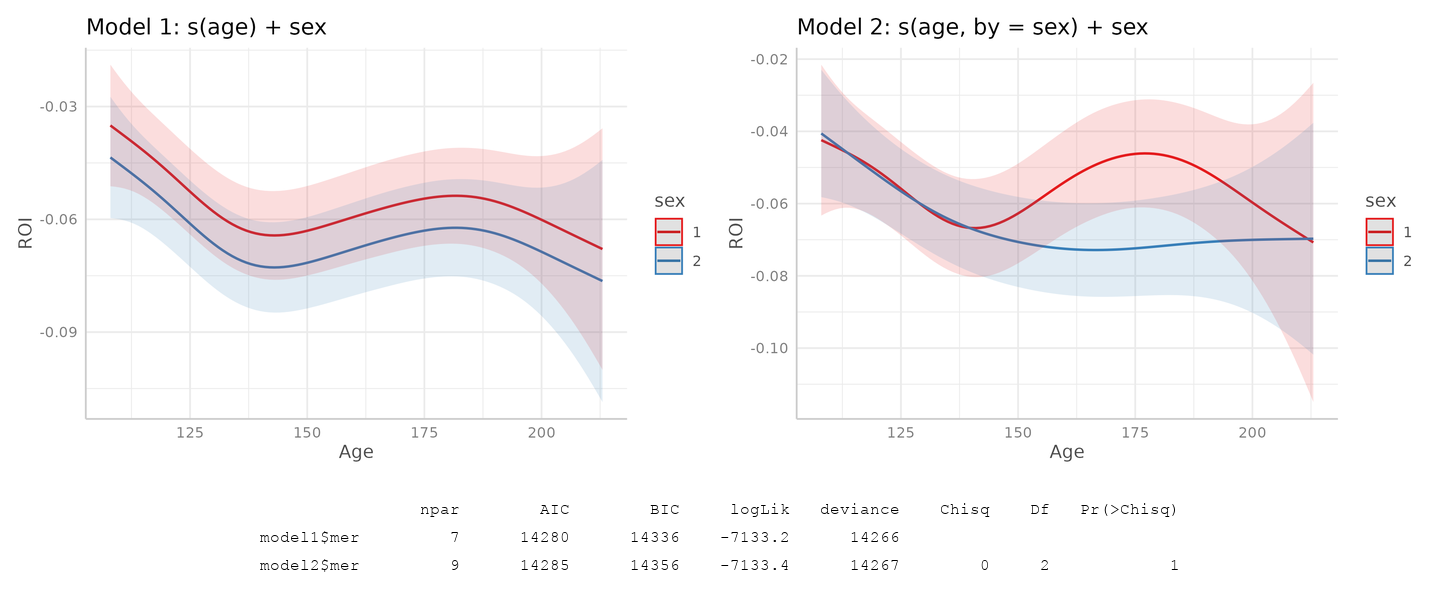 Model 1: s(age) + sex
-0.03
-0.06
-0.09
ROI
125 150 175 200
Age
sex
1
2
Model 2: s(age, by = sex) + sex
-0.02
-0.04
-0.06
-0.08
-0.10
ROI
125 150 175 200
Age
sex
1
2
npar AIC BIC logLik deviance Chisq Df Pr(>Chisq)
model1$mer 7 14280 14336 -7133.2 14266
model2$mer 9 14285 14356 -7133.4 14267 0 2 1